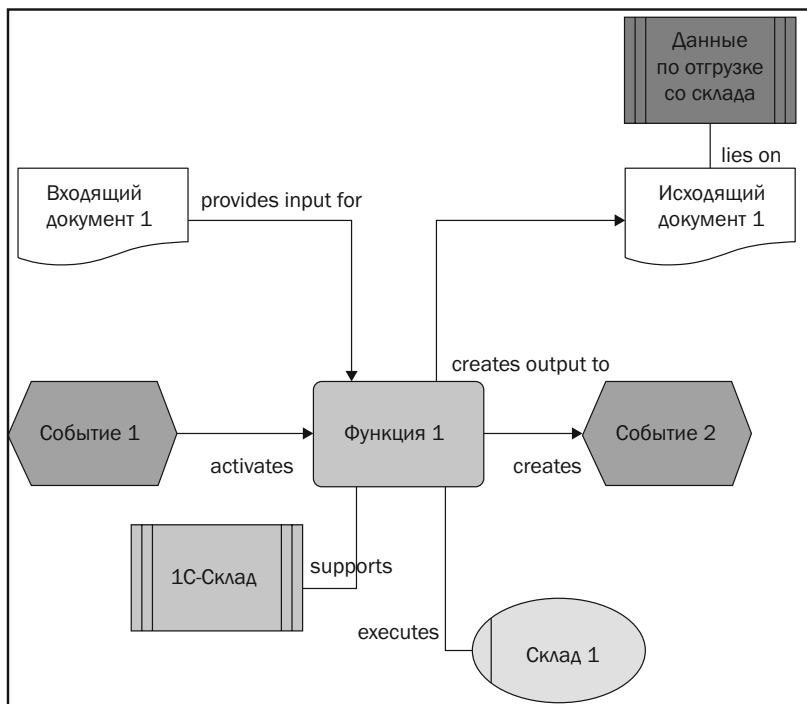 Данные
по отгрузке
со склада
lies on
Входящий
документ 1
provides input for
Исходящий
документ 1
creates output to
Событие 1
activates
Функция 1
creates
Событие 2
1С-Склад
supports
executes
Склад 1